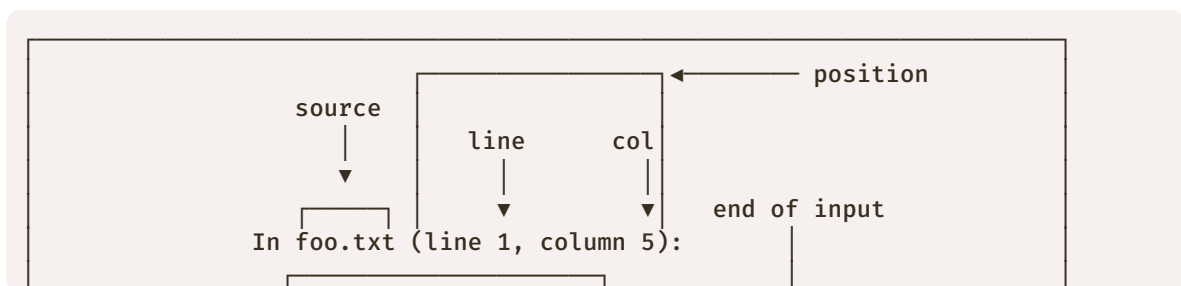 position
source
line col
end of input
In foo.txt (line 1, column 5):